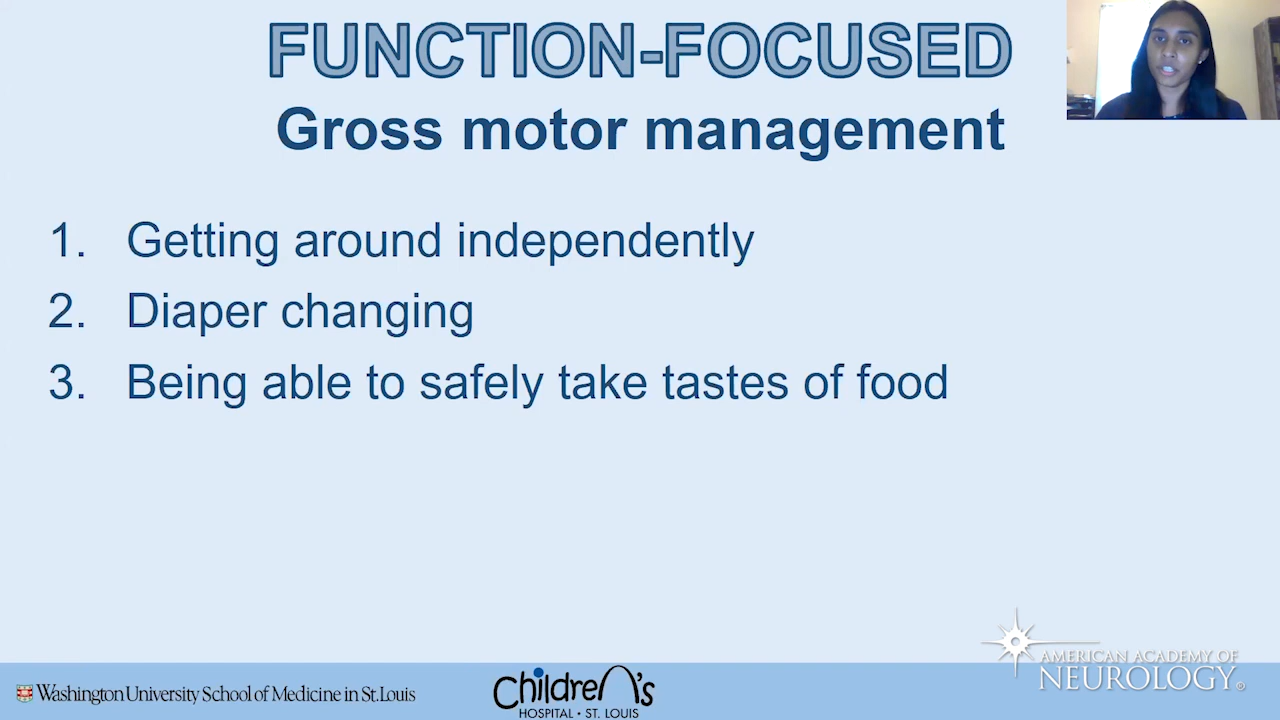 FUNCTION-FOCUSED
Gross motor management
1. Getting around independently
2. Diaper changing
3. Being able to safely take tastes of food
Washington University School of Medicine in St. Louis
Children's
HOSPITAL • ST. LOUIS
AMERICAN ACADEMY OF
NEUROLOGY®